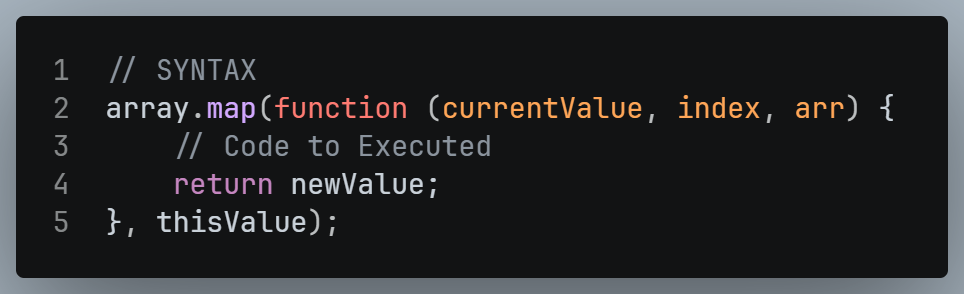 1 // SYNTAX
2 array.map(function (currentValue, index, arr) {
3     // Code to Executed
4     return newValue;
5 }, thisValue);